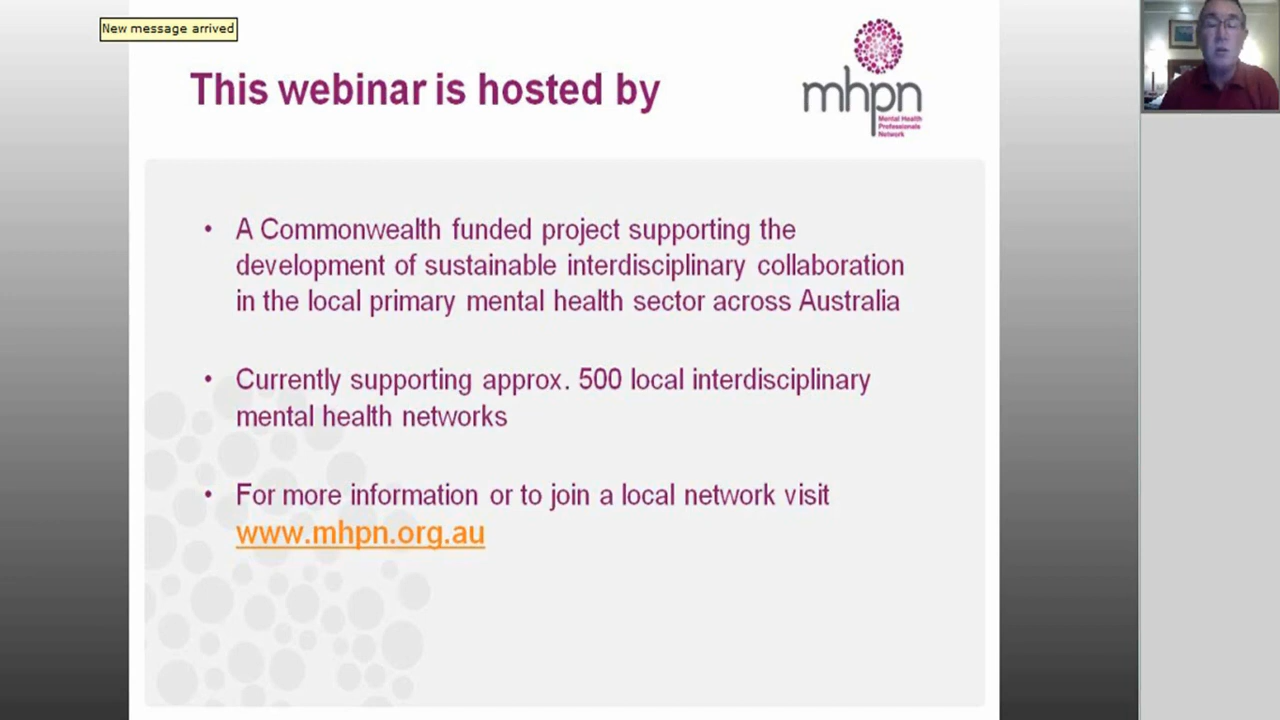 New message arrived
This webinar is hosted by
mhpn
Mental Health
Professionals
Network
• A Commonwealth funded project supporting the
development of sustainable interdisciplinary collaboration
in the local primary mental health sector across Australia
• Currently supporting approx. 500 local interdisciplinary
mental health networks
• For more information or to join a local network visit
www.mhpn.org.au